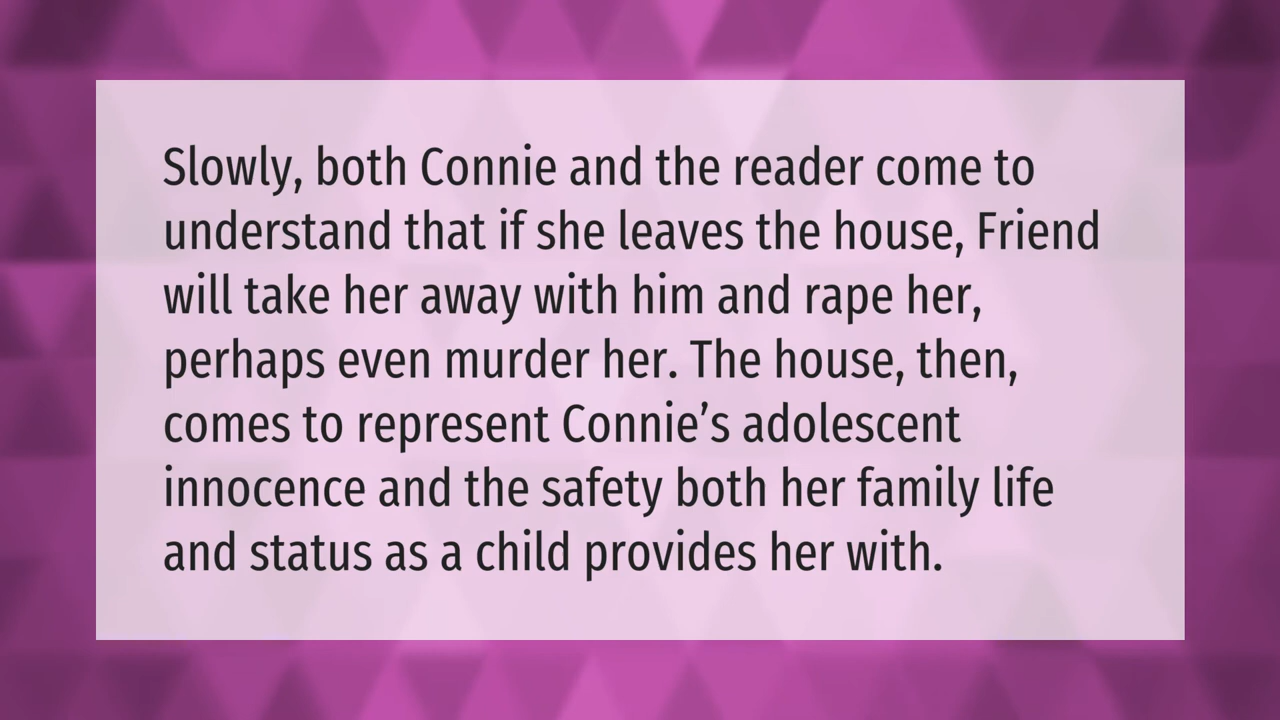 Slowly, both Connie and the reader come to
understand that if she leaves the house, Friend
will take her away with him and rape her,
perhaps even murder her. The house, then,
comes to represent Connie’s adolescent
innocence and the safety both her family life
and status as a child provides her with.